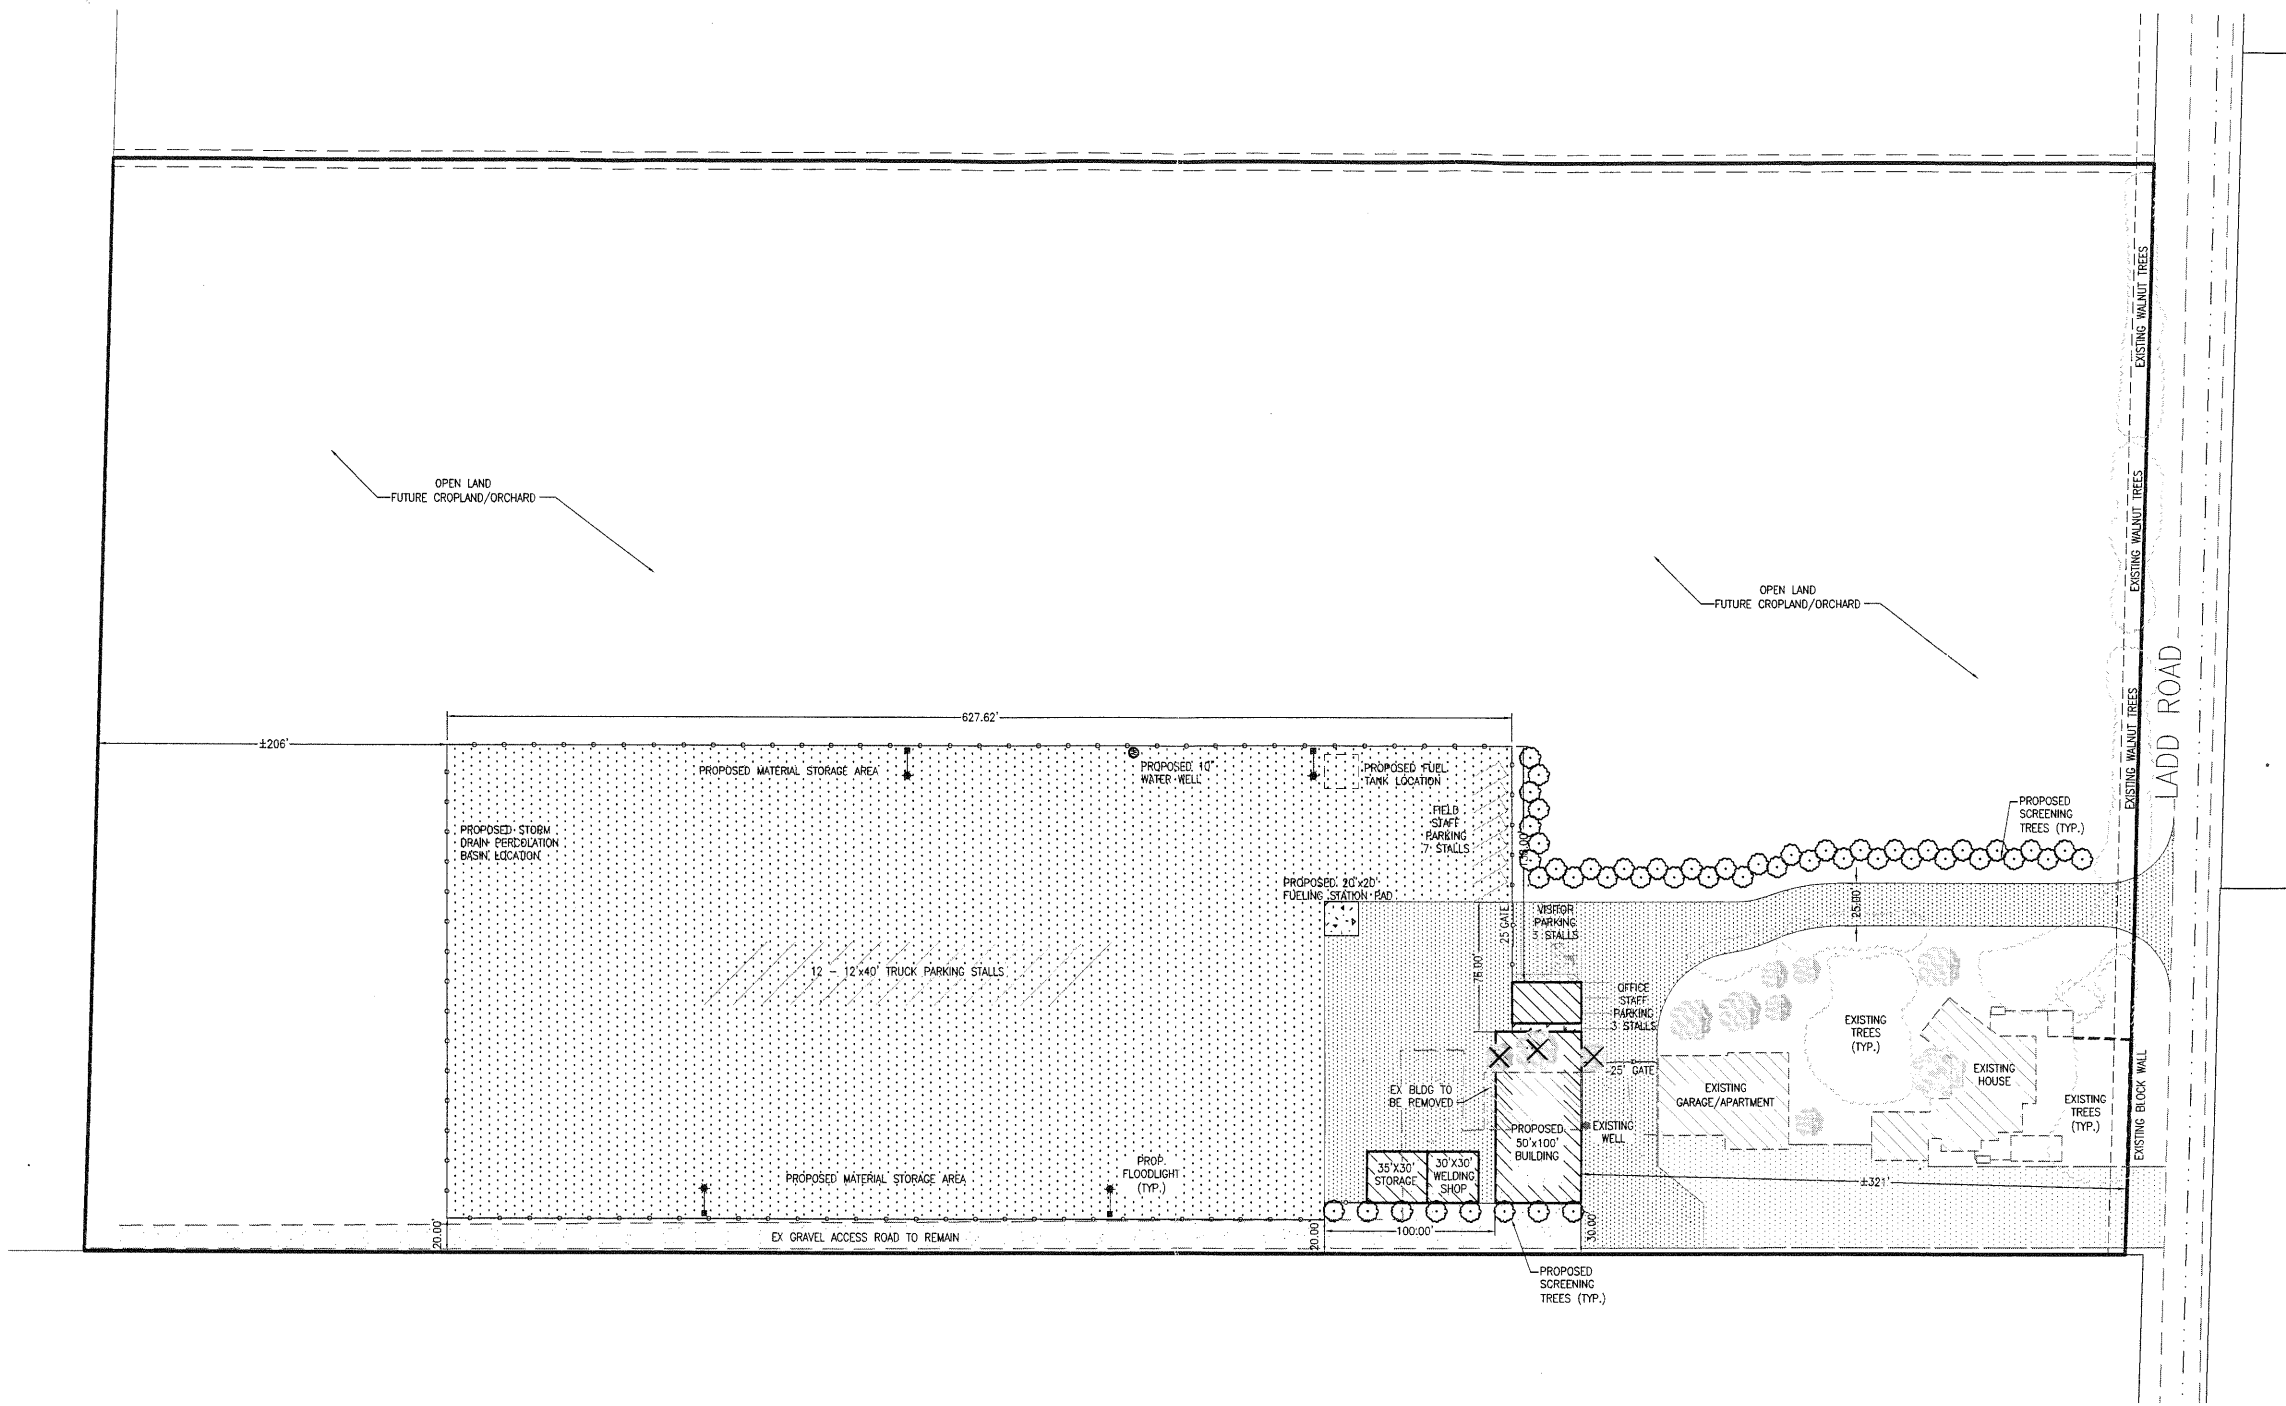 EXISTING WALNUT TREES
OPEN LAND
FUTURE CROPLAND/ORCHARD
EXISTING WALNUT TREES
OPEN LAND
FUTURE CROPLAND/ORCHARD
LADD ROAD
EXISTING WALNUT TREES
627.62'
±206'
PROPOSED MATERIAL STORAGE AREA
PROPOSED 10"
WATER WELL
PROPOSED FUEL
TANK LOCATION
PROPOSED STORM
DRAIN PERCOLATION
BASIN LOCATION
FIELD
STAFF
PARKING
7 STALLS
PROPOSED
SCREENING
TREES (TYP.)
PROPOSED 20'x20'
FUELING STATION PAD
25' GATE
VISITOR
PARKING
3 STALLS
25.00'
76.00'
12 - 12'x40' TRUCK PARKING STALLS
OFFICE
STAFF
PARKING
3 STALLS
EXISTING
TREES
(TYP.)
25' GATE
EXISTING
HOUSE
EX BLDG TO
BE REMOVED
EXISTING
GARAGE/APARTMENT
EXISTING
TREES
(TYP.)
EXISTING BLOCK WALL
PROPOSED
50'x100'
BUILDING
EXISTING
WELL
PROP.
FLOODLIGHT
(TYP.)
35'X30'
STORAGE
30'X30'
WELDING
SHOP
PROPOSED MATERIAL STORAGE AREA
±321'
20.00'
EX GRAVEL ACCESS ROAD TO REMAIN
20.00'
100.00'
30.00'
PROPOSED
SCREENING
TREES (TYP.)